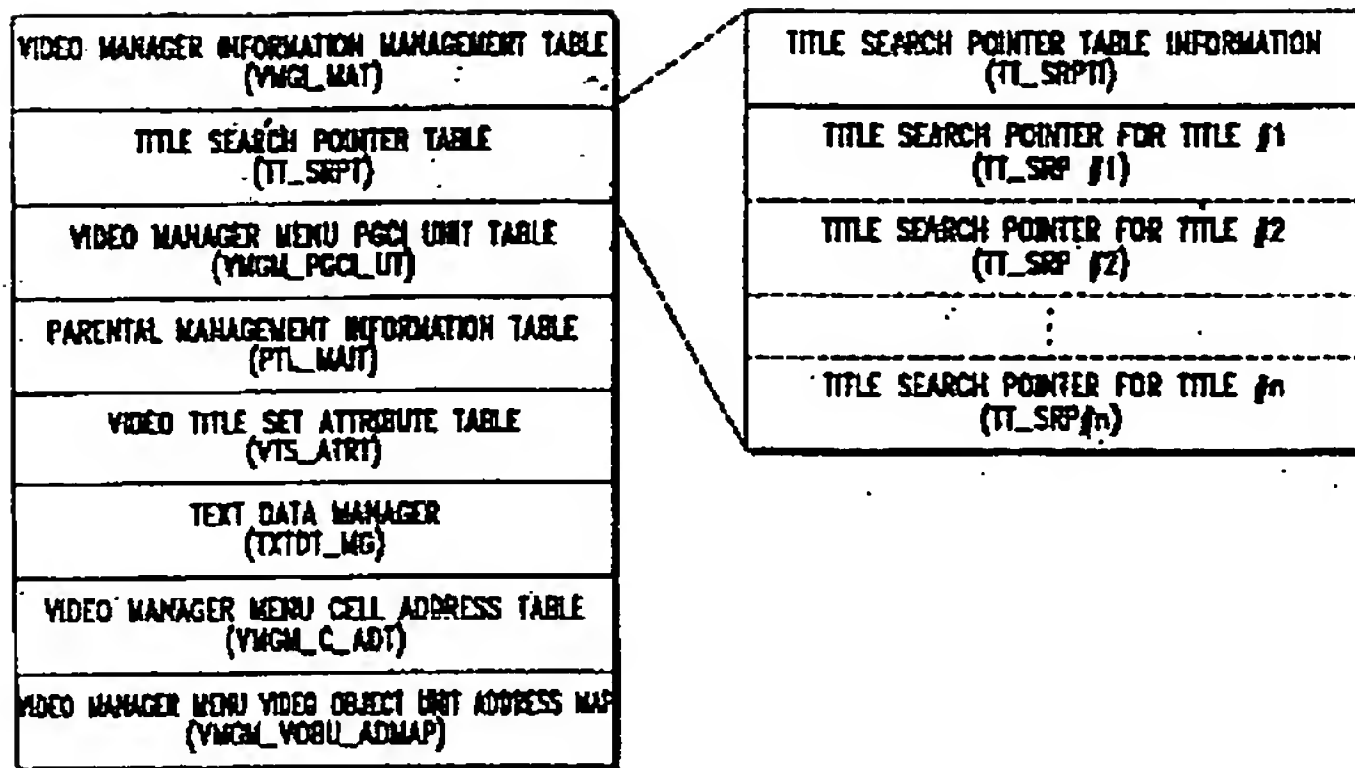 VIDEO MANAGER INFORMATION MANAGEMENT TABLE
(VMGI_MAT)
TITLE SEARCH POINTER TABLE
(TT_SRPT)
VIDEO MANAGER MENU PGCI UNIT TABLE
(VMGM_PGCI_UT)
PARENTAL MANAGEMENT INFORMATION TABLE
(PTL_MAIT)
VIDEO TITLE SET ATTRIBUTE TABLE
(VTS_ATRT)
TEXT DATA MANAGER
(TXTDT_MG)
VIDEO MANAGER MENU CELL ADDRESS TABLE
(VMGM_C_ADT)
VIDEO MANAGER MENU VIDEO OBJECT UNIT ADDRESS MAP
(VMGM_VOBU_ADMAP)
TITLE SEARCH POINTER TABLE INFORMATION
(TT_SRPTI)
TITLE SEARCH POINTER FOR TITLE #1
(TT_SRP #1)
TITLE SEARCH POINTER FOR TITLE #2
(TT_SRP #2)
TITLE SEARCH POINTER FOR TITLE #n
(TT_SRP#n)